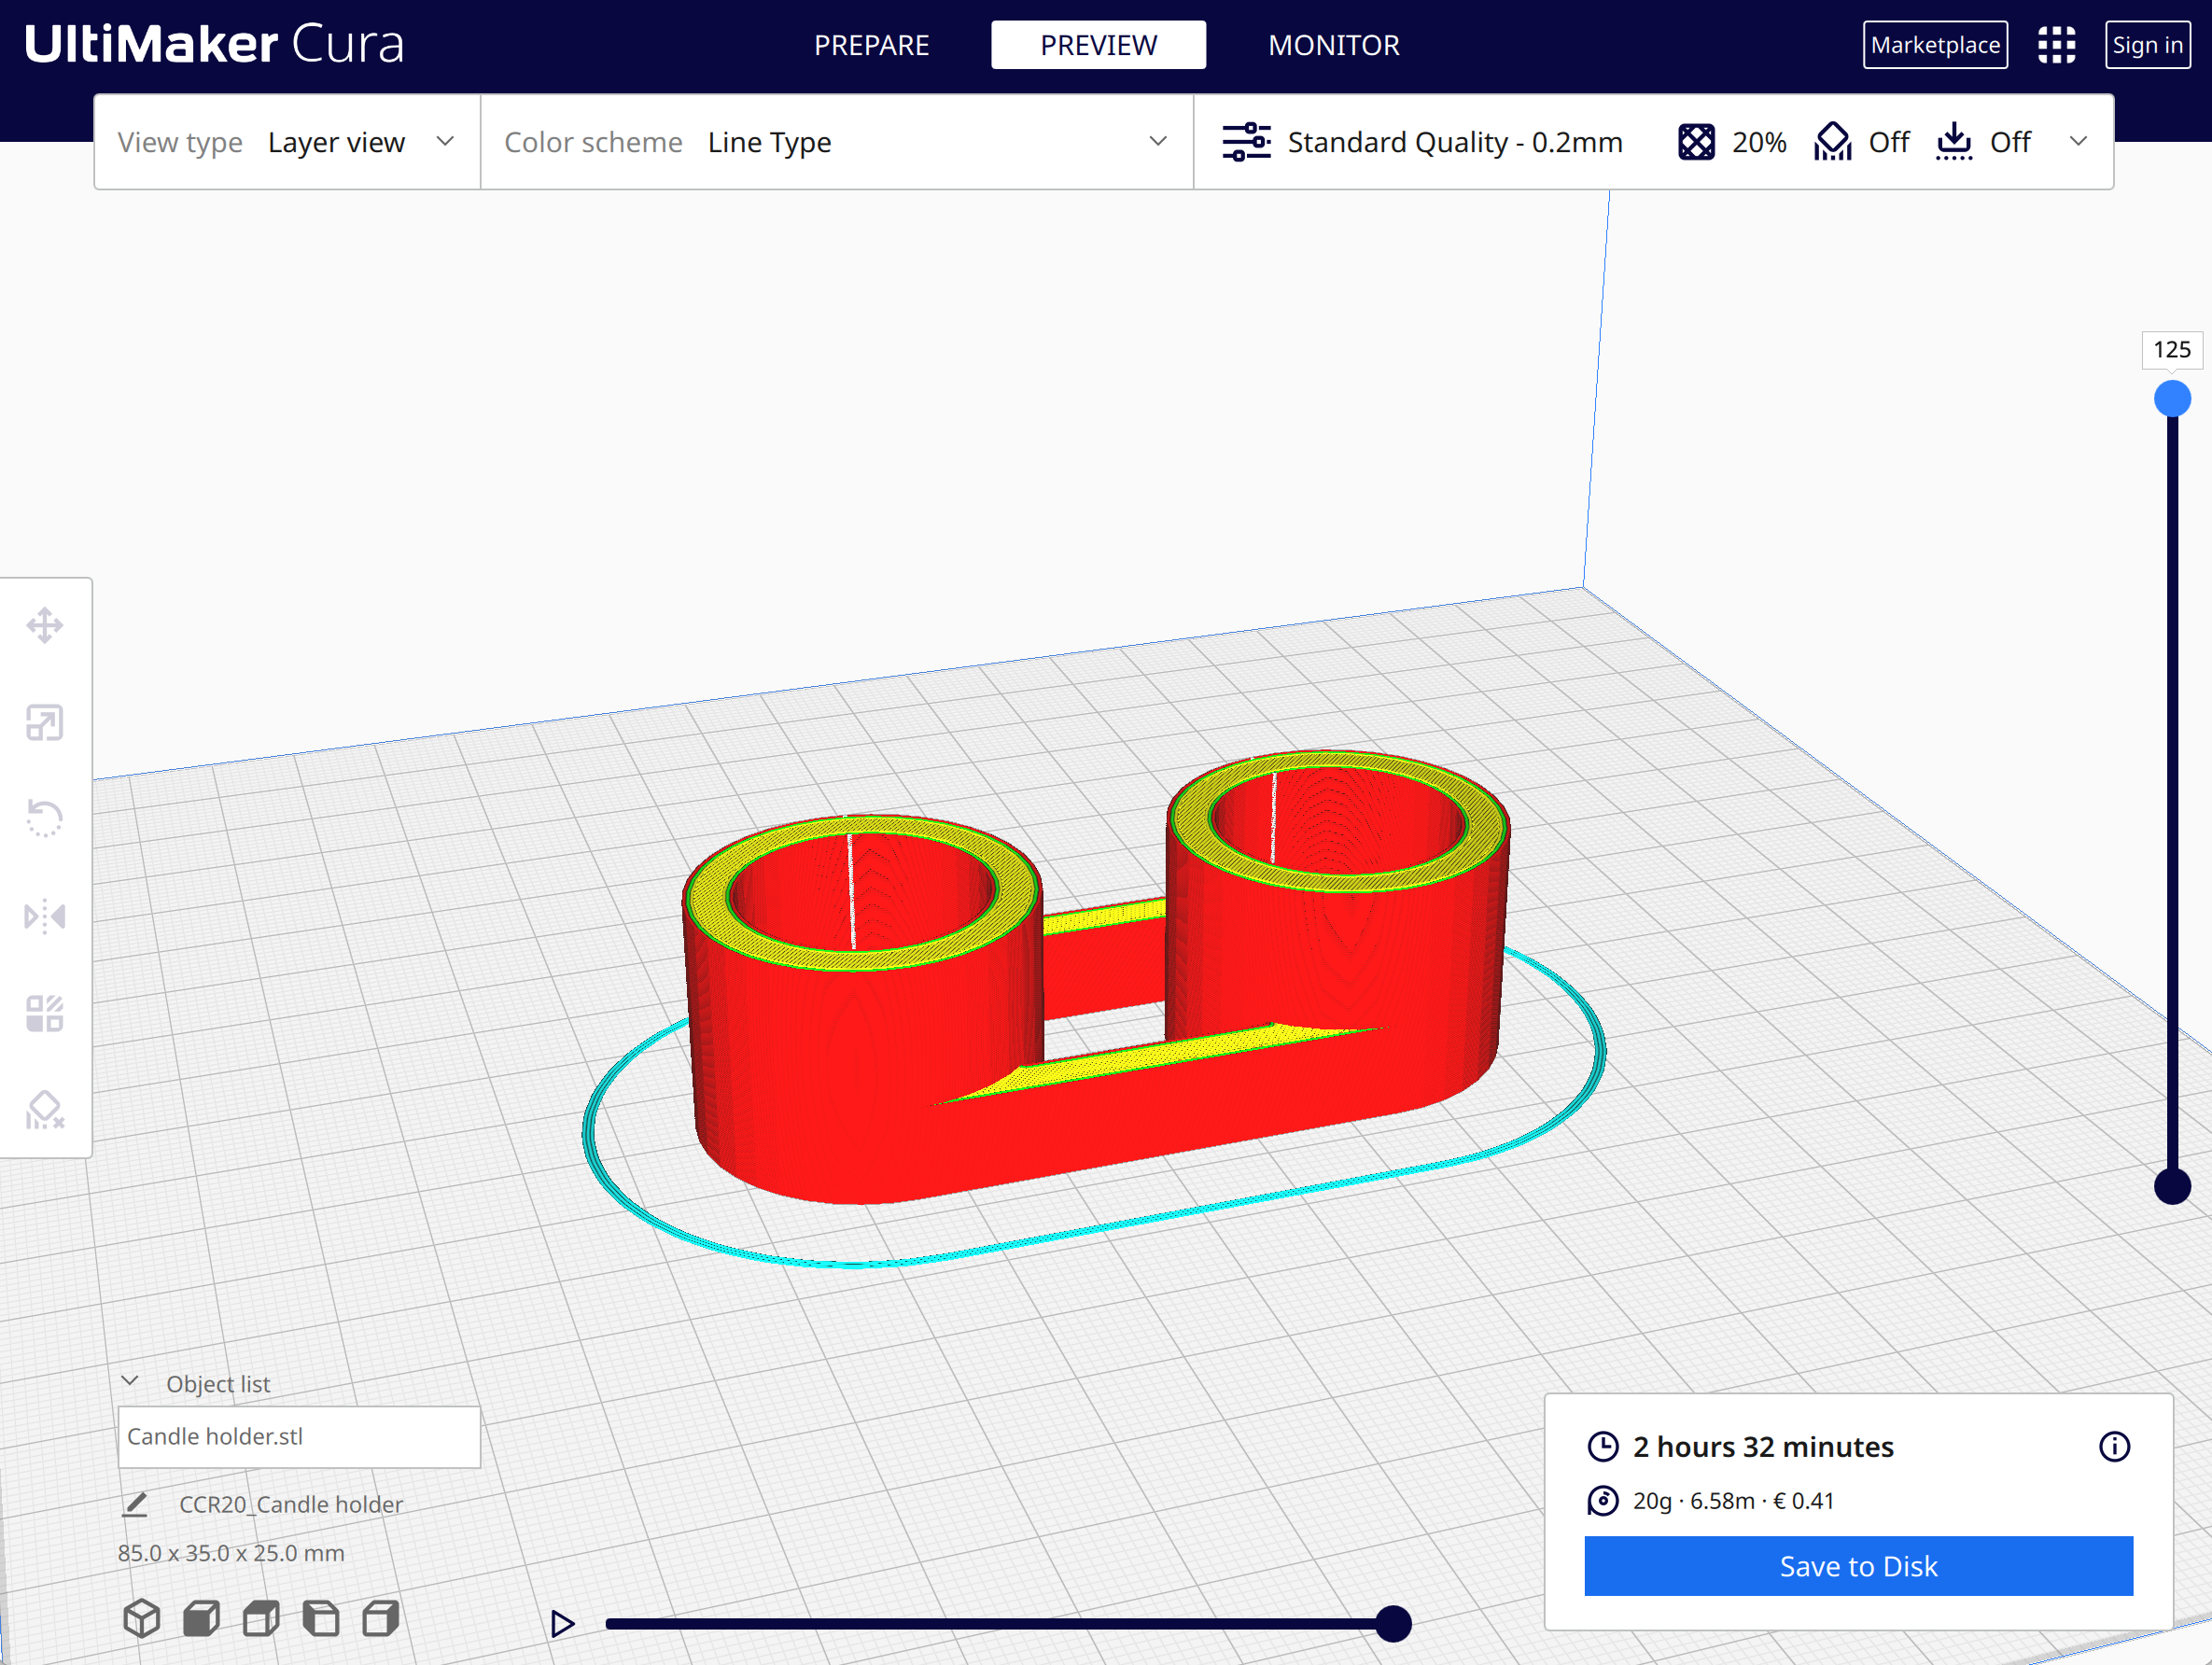 UltiMaker Cura
PREPARE
PREVIEW
MONITOR
Marketplace
Sign in
View type Layer view
Color scheme Line Type
Standard Quality - 0.2mm
20%
Off
Off
125
Object list
Candle holder.stl
CCR20_Candle holder
85.0 x 35.0 x 25.0 mm
2 hours 32 minutes
20g · 6.58m · € 0.41
Save to Disk